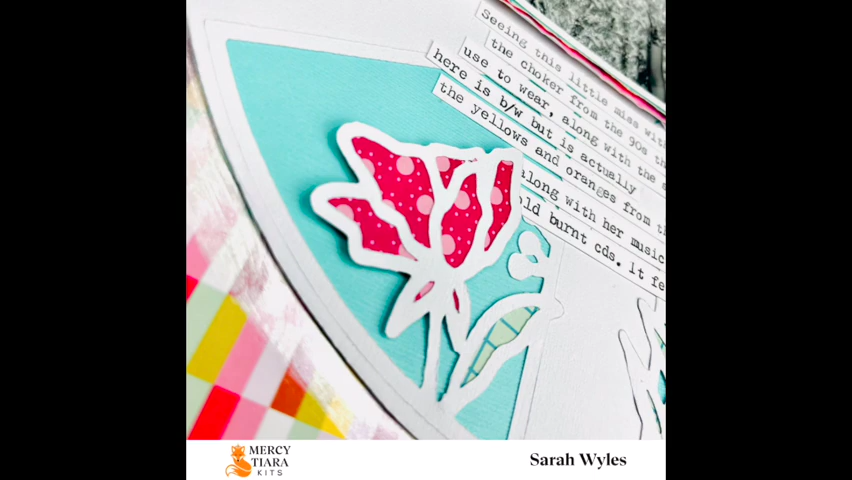 Seeing this little miss with
the choker from the 90s th
use to wear, along with the s
here is b/w but is actually
the yellows and oranges from t
along with her music
old burnt cds. It fe
MERCY
TIARA
KITS
Sarah Wyles